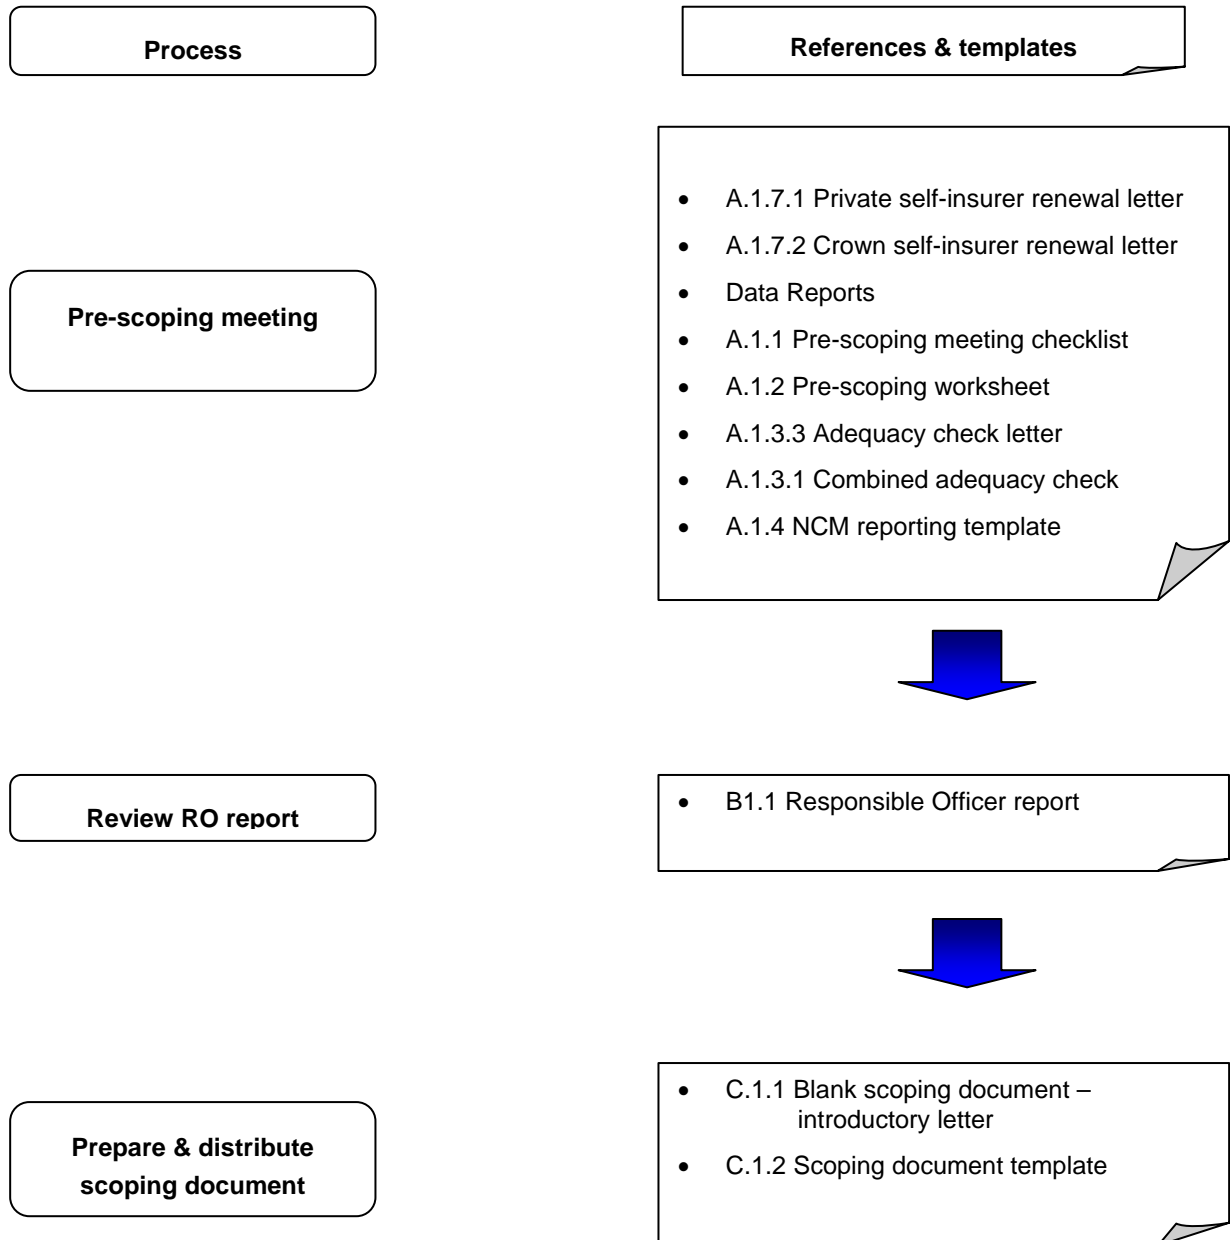 Process
References & templates
• A.1.7.1 Private self-insurer renewal letter
• A.1.7.2 Crown self-insurer renewal letter
• Data Reports
• A.1.1 Pre-scoping meeting checklist
• A.1.2 Pre-scoping worksheet
• A.1.3.3 Adequacy check letter
• A.1.3.1 Combined adequacy check
• A.1.4 NCM reporting template
Pre-scoping meeting
Review RO report
• B1.1 Responsible Officer report
Prepare & distribute
scoping document
• C.1.1 Blank scoping document –
introductory letter
• C.1.2 Scoping document template